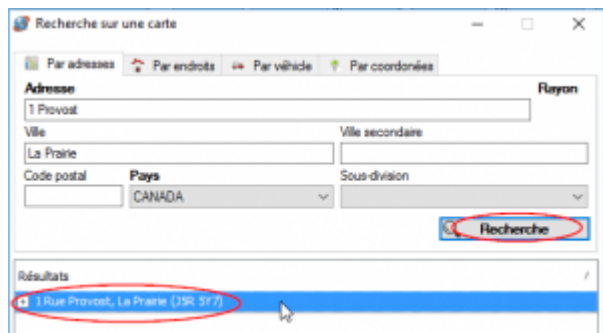 Recherche sur une carte
Par adresses Par endroits Par véhicule Par coordonées
Adresse Rayon
1 Provost
Ville Ville secondaire
La Prairie
Code postal Pays Sous-division
CANADA
Recherche
Résultats
1 Rue Provost, La Prairie (J5R 5Y7)